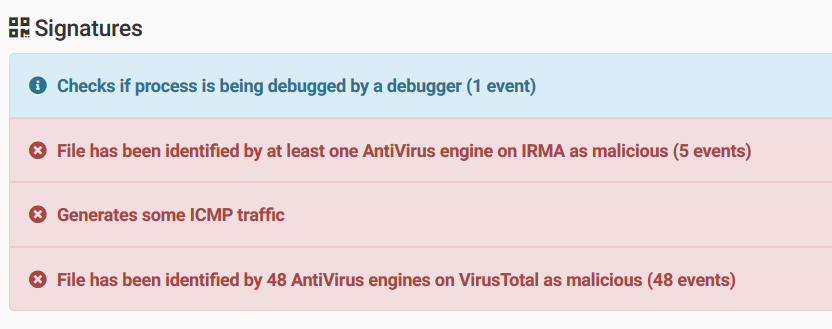 Signatures
Checks if process is being debugged by a debugger (1 event)
File has been identified by at least one AntiVirus engine on IRMA as malicious (5 events)
Generates some ICMP traffic
File has been identified by 48 AntiVirus engines on VirusTotal as malicious (48 events)